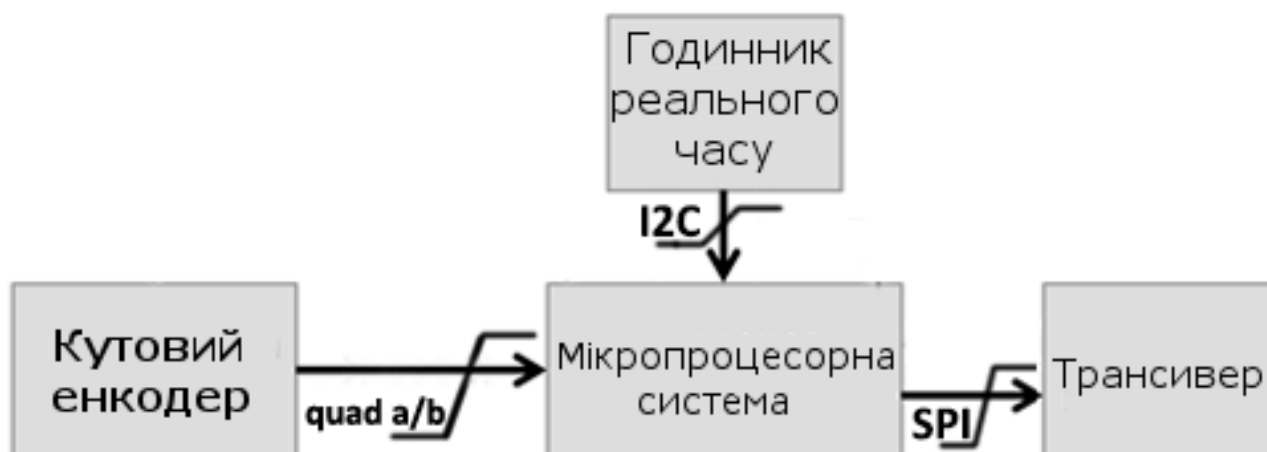 Годинник
реального
часу
I2C
Кутовий
енкодер
quad a/b
Мікропроцесорна
система
SPI
Трансивер